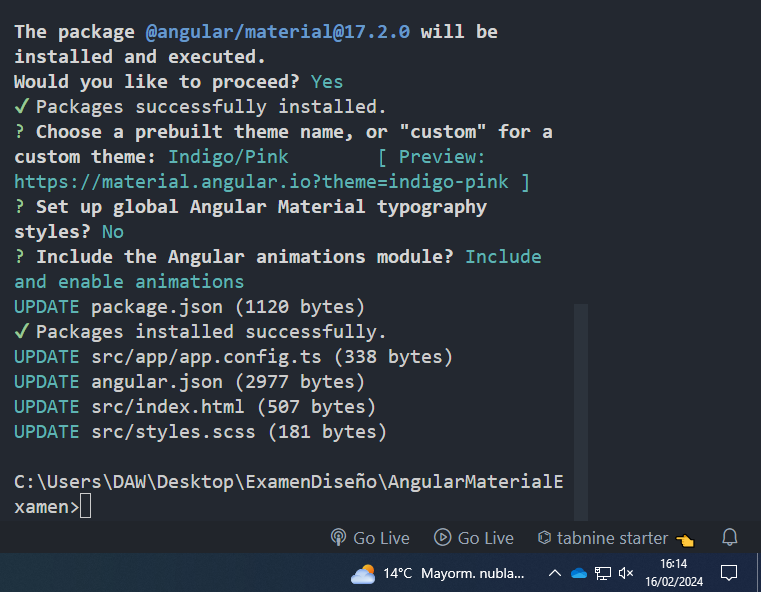 The package @angular/material@17.2.0 will be
installed and executed.
Would you like to proceed? Yes
✓ Packages successfully installed.
? Choose a prebuilt theme name, or "custom" for a
custom theme: Indigo/Pink        [ Preview:
https://material.angular.io?theme=indigo-pink ]
? Set up global Angular Material typography
styles? No
? Include the Angular animations module? Include
and enable animations
UPDATE package.json (1120 bytes)
✓ Packages installed successfully.
UPDATE src/app/app.config.ts (338 bytes)
UPDATE angular.json (2977 bytes)
UPDATE src/index.html (507 bytes)
UPDATE src/styles.scss (181 bytes)
C:\Users\DAW\Desktop\ExamenDiseño\AngularMaterialE
xamen>
Go Live Go Live tabnine starter
14°C Mayorm. nubla... 16:14
16/02/2024